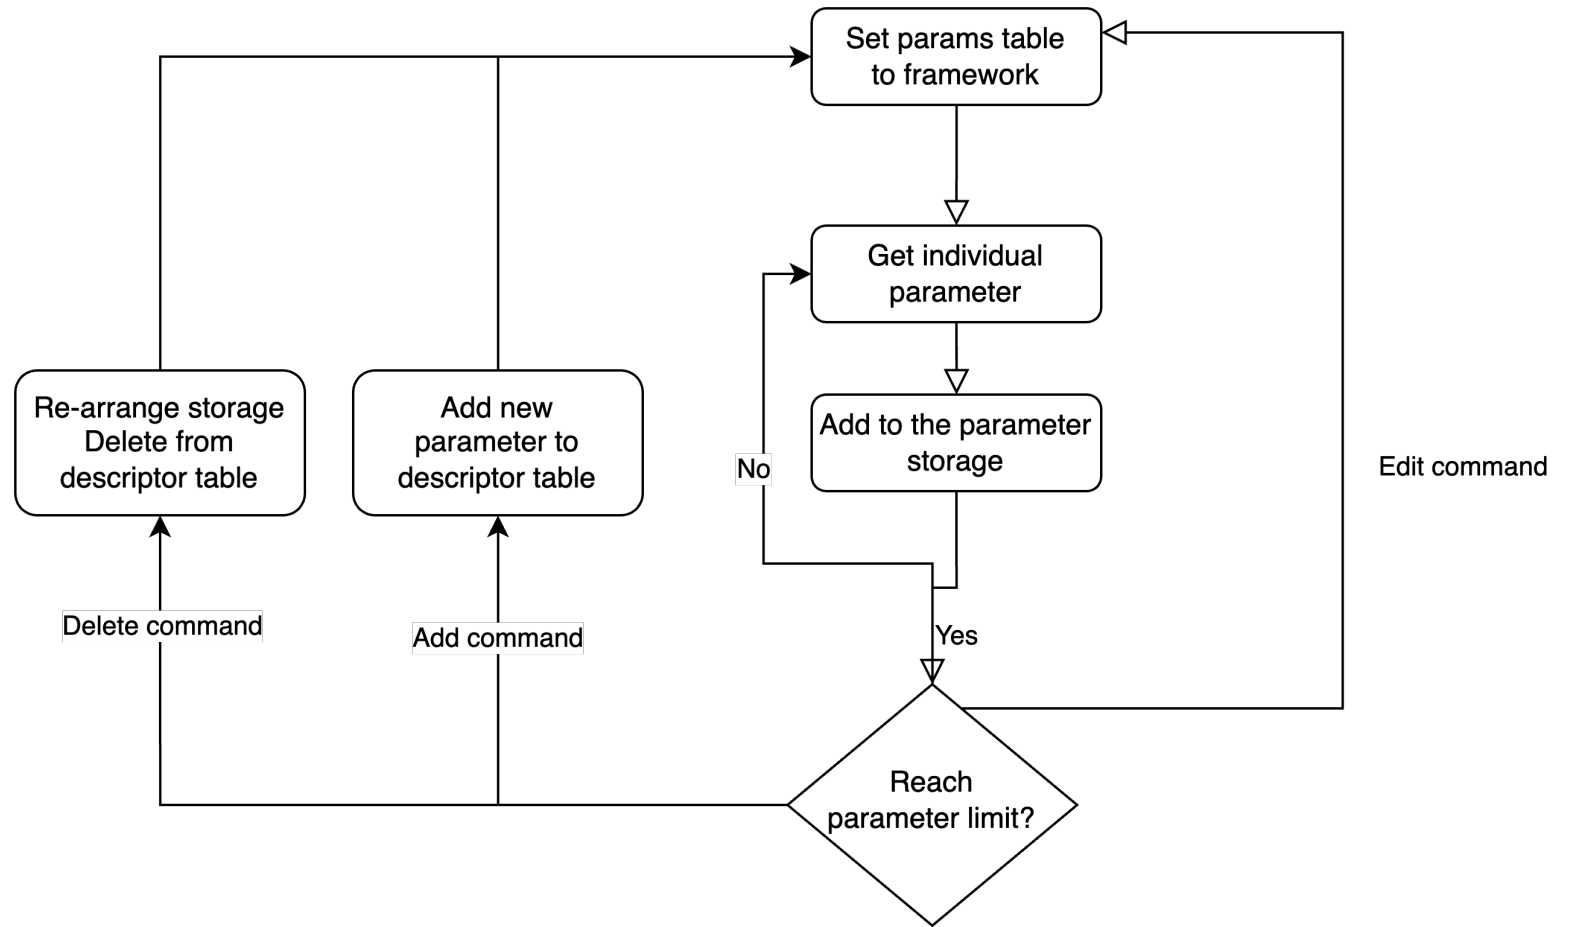 Set params table
to framework
Get individual
parameter
Re-arrange storage
Delete from
descriptor table
Add new
parameter to
descriptor table
Add to the parameter
storage
No
Edit command
Delete command
Add command
Yes
Reach
parameter limit?